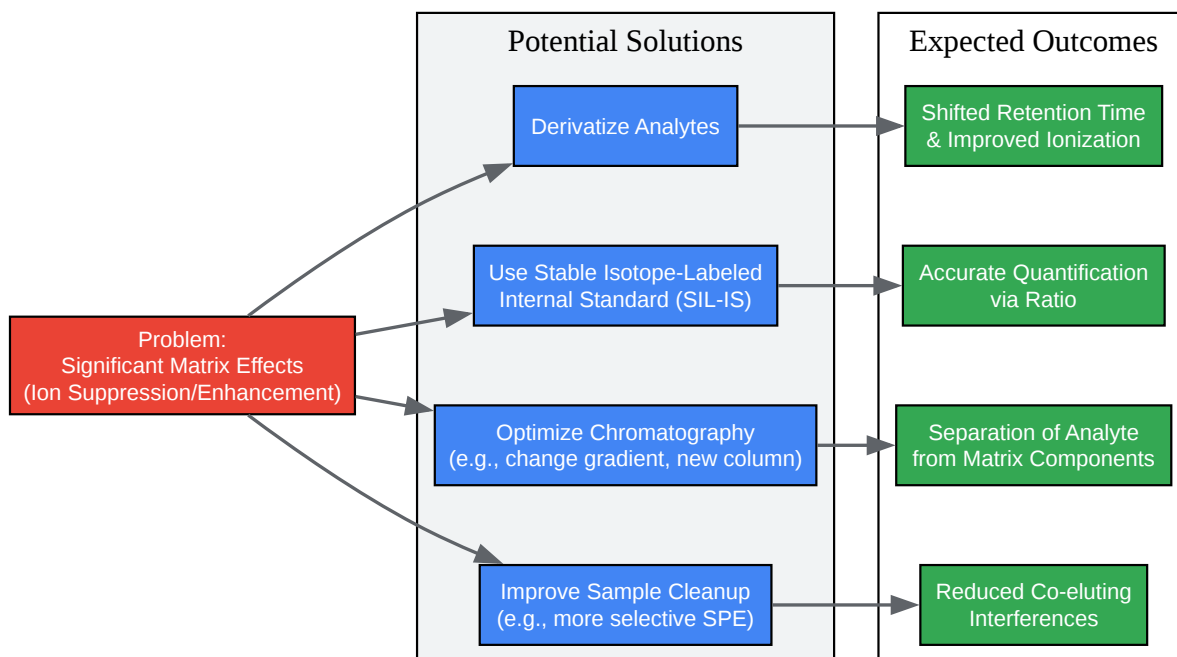 Potential Solutions
Expected Outcomes
Derivatize Analytes
Shifted Retention Time
& Improved Ionization
Use Stable Isotope-Labeled
Internal Standard (SIL-IS)
Accurate Quantification
via Ratio
Problem:
Significant Matrix Effects
(Ion Suppression/Enhancement)
Optimize Chromatography
(e.g., change gradient, new column)
Separation of Analyte
from Matrix Components
Improve Sample Cleanup
(e.g., more selective SPE)
Reduced Co-eluting
Interferences